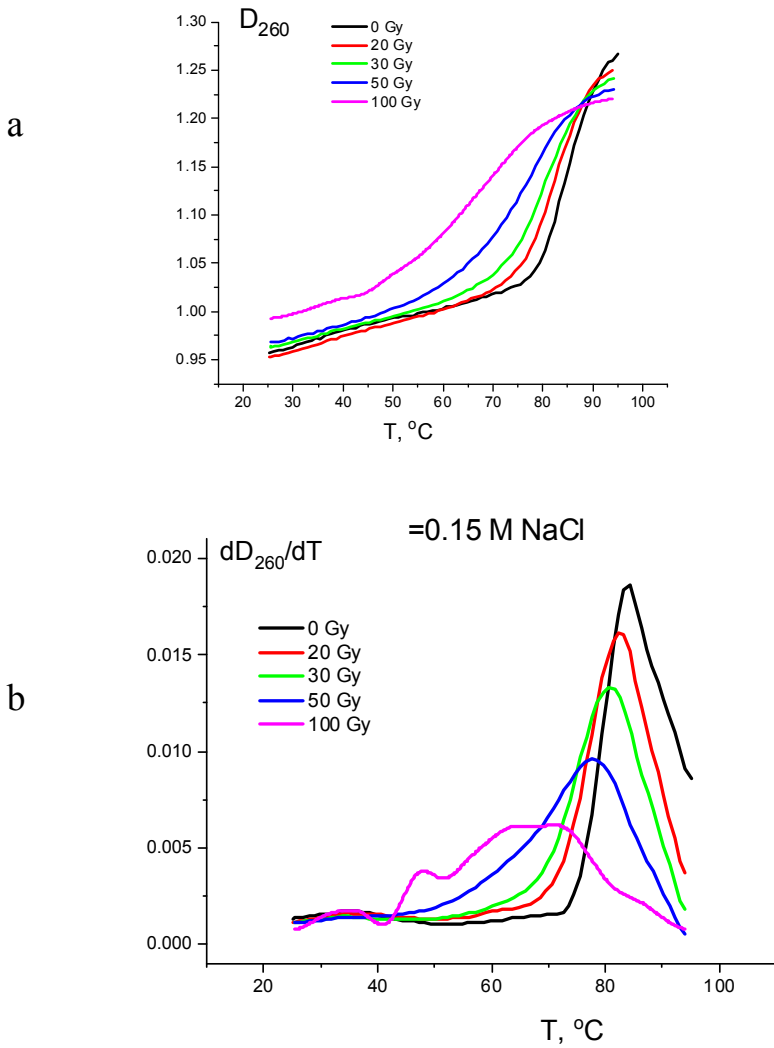 a
D260
0 Gy
20 Gy
30 Gy
50 Gy
100 Gy
1.30
1.25
1.20
1.15
1.10
1.05
1.00
0.95
20 30 40 50 60 70 80 90 100
T, °C
b
=0.15 M NaCl
dD260/dT
0 Gy
20 Gy
30 Gy
50 Gy
100 Gy
0.020
0.015
0.010
0.005
0.000
20 40 60 80 100
T, °C